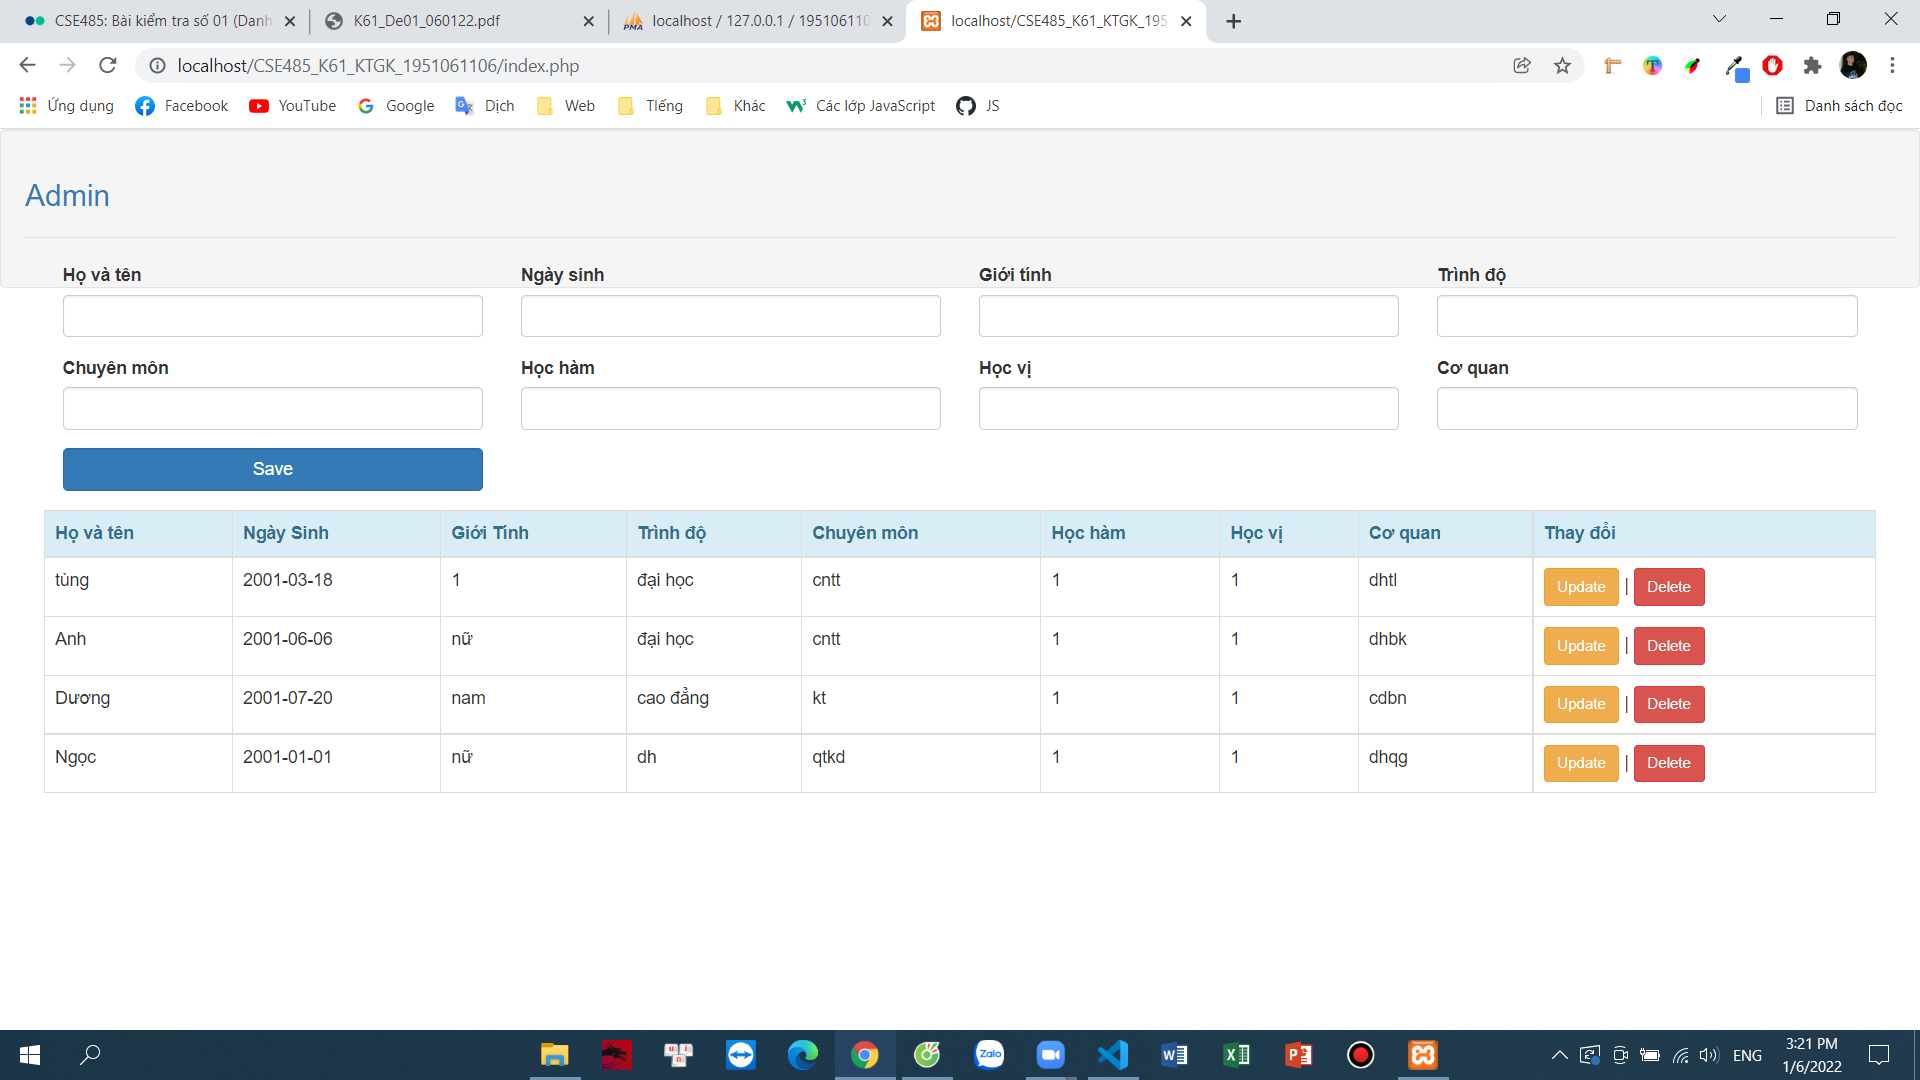 CSE485: Bài kiểm tra số 01 (Danh
K61_De01_060122.pdf
localhost / 127.0.0.1 / 195106110
localhost/CSE485_K61_KTGK_195
localhost/CSE485_K61_KTGK_1951061106/index.php
Ứng dụng
Facebook
YouTube
Google
Dịch
Web
TIếng
Khác
Các lớp JavaScript
JS
Danh sách đọc
Admin
Họ và tên
Ngày sinh
Giới tính
Trình độ
Chuyên môn
Học hàm
Học vị
Cơ quan
Save
Họ và tên Ngày Sinh Giới Tính Trình độ Chuyên môn Học hàm Học vị Cơ quan Thay đổi
tùng 2001-03-18 1 đại học cntt 1 1 dhtl Update | Delete
Anh 2001-06-06 nữ đại học cntt 1 1 dhbk Update | Delete
Dương 2001-07-20 nam cao đẳng kt 1 1 cdbn Update | Delete
Ngọc 2001-01-01 nữ dh qtkd 1 1 dhqg Update | Delete
Zalo
ENG
3:21 PM
1/6/2022